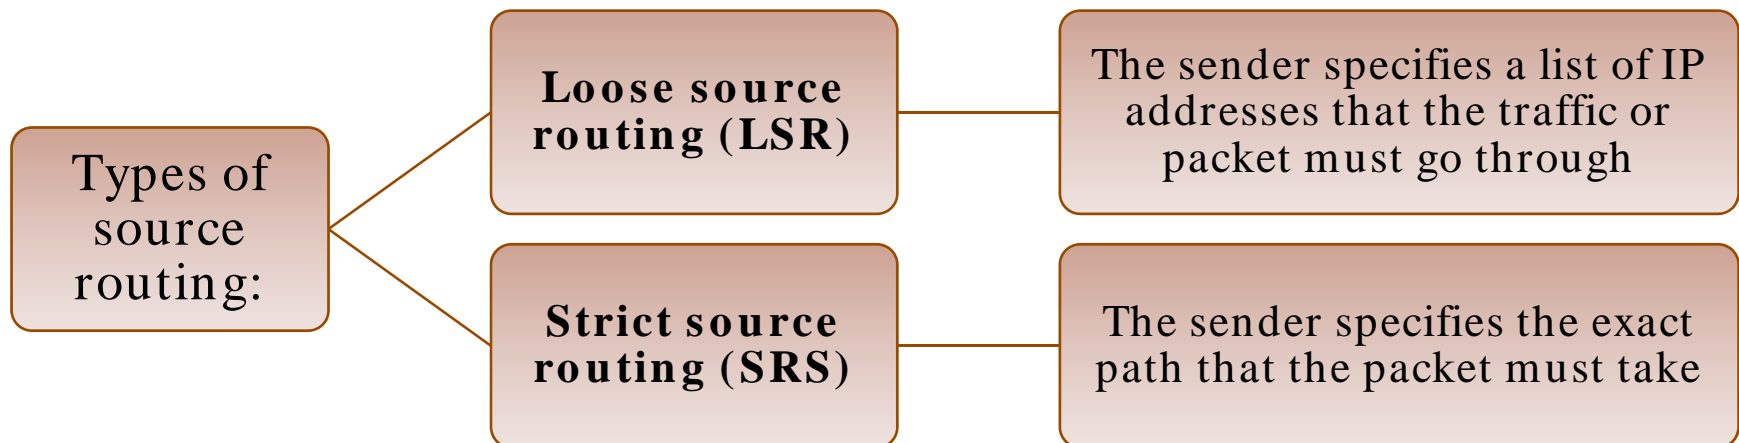 Types of
source
routing:
Loose source
routing (LSR)
The sender specifies a list of IP
addresses that the traffic or
packet must go through
Strict source
routing (SRS)
The sender specifies the exact
path that the packet must take